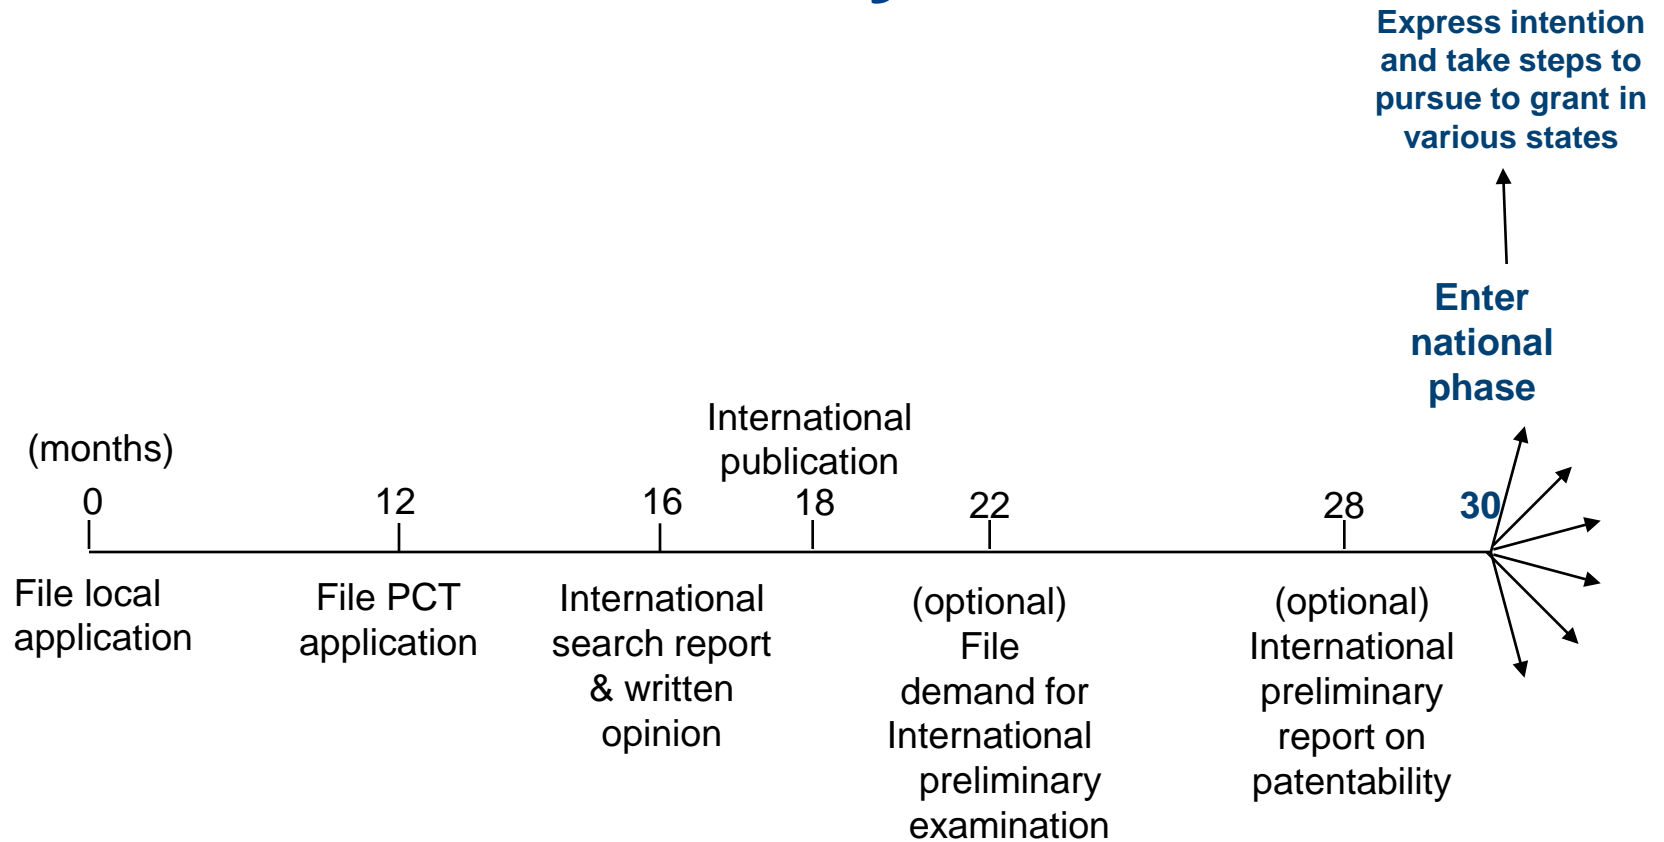 Express intention
and take steps to
pursue to grant in
various states
Enter
national
phase
(months)
International
publication
0
12
16
18
22
28
30
File local
application
File PCT
application
International
search report
& written
opinion
(optional)
File
demand for
International
preliminary
examination
(optional)
International
preliminary
report on
patentability